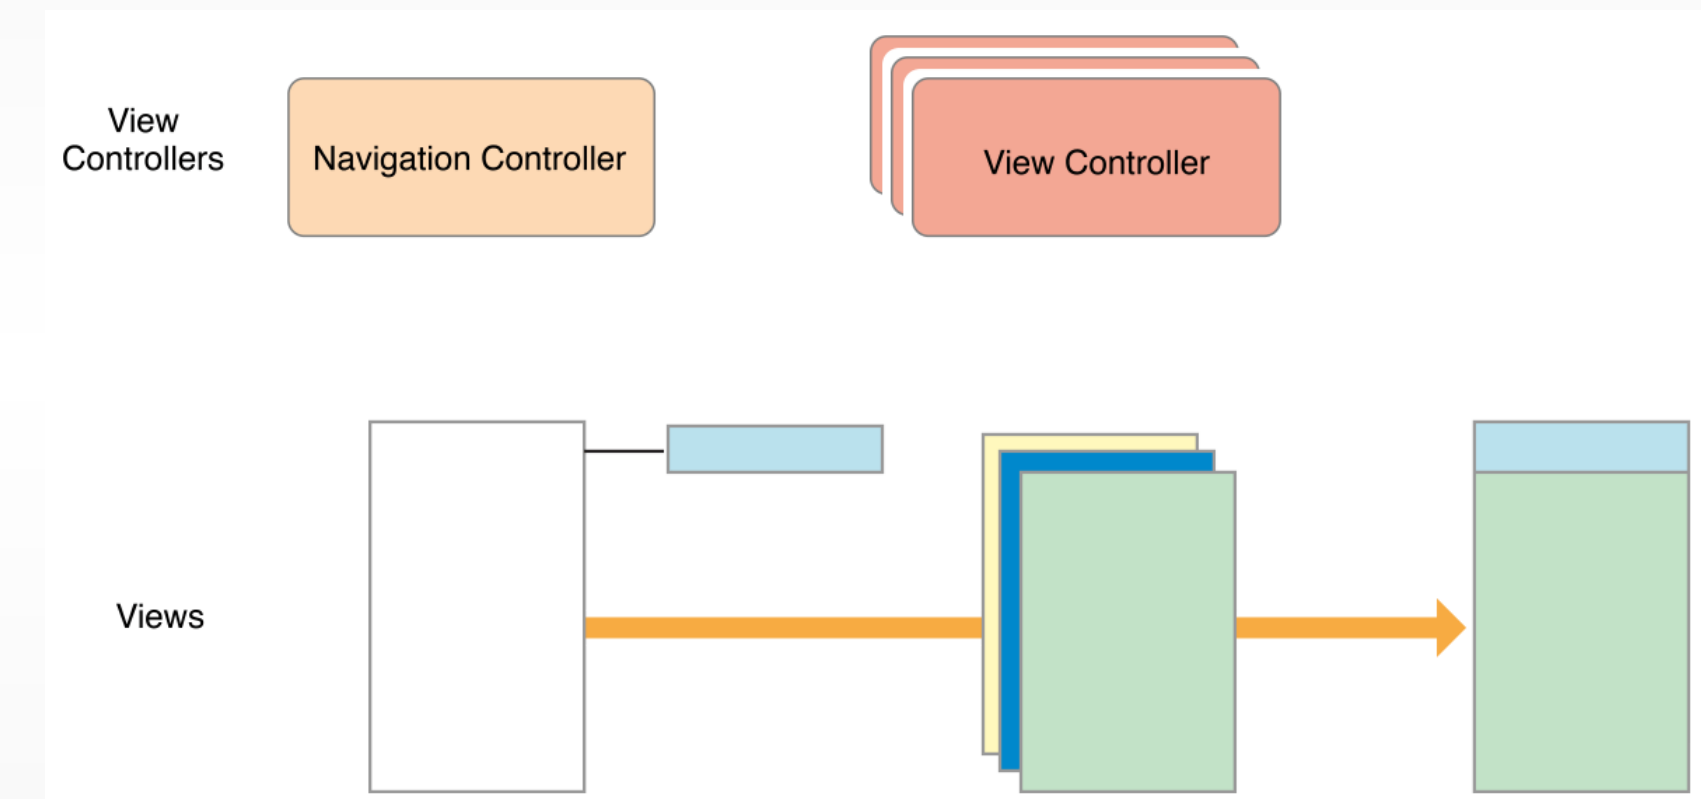 View
Controllers
Navigation Controller
View Controller
Views